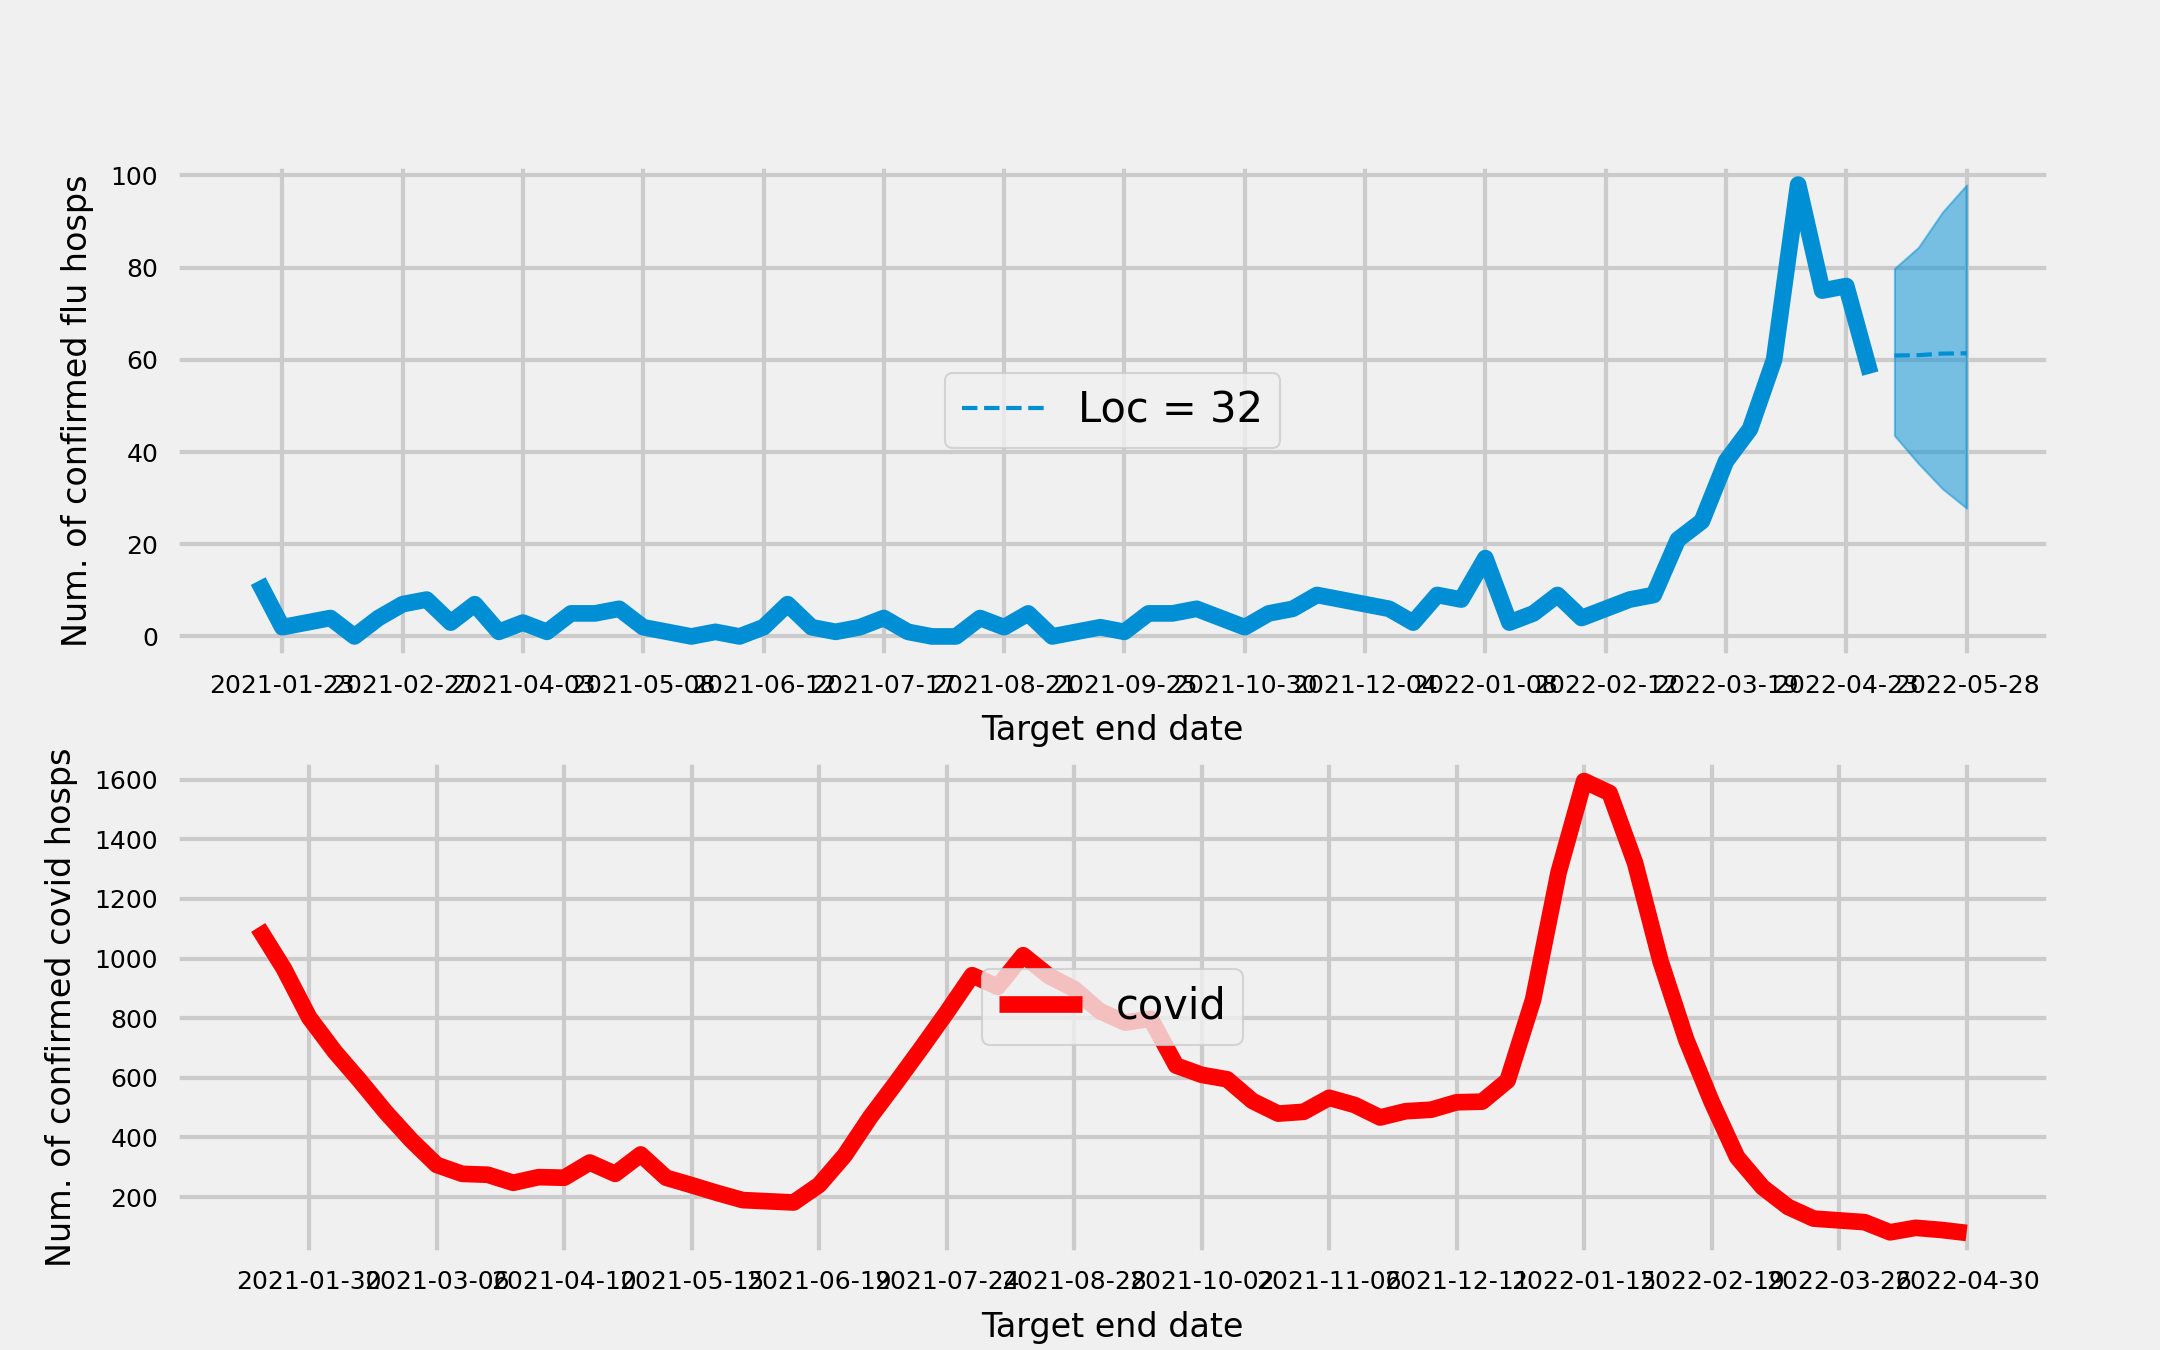 Num. of confirmed flu hosps
100
80
60
40
20
0
Loc = 32
2021-01-23 2021-02-27 2021-04-03 2021-05-08 2021-06-12 2021-07-17 2021-08-21 2021-09-25 2021-10-30 2021-12-04 2022-01-08 2022-02-12 2022-03-19 2022-04-23 2022-05-28
Target end date
Num. of confirmed covid hosps
1600
1400
1200
1000
800
600
400
200
covid
2021-01-30 2021-03-06 2021-04-10 2021-05-15 2021-06-19 2021-07-24 2021-08-28 2021-10-02 2021-11-06 2021-12-11 2022-01-15 2022-02-19 2022-03-26 2022-04-30
Target end date